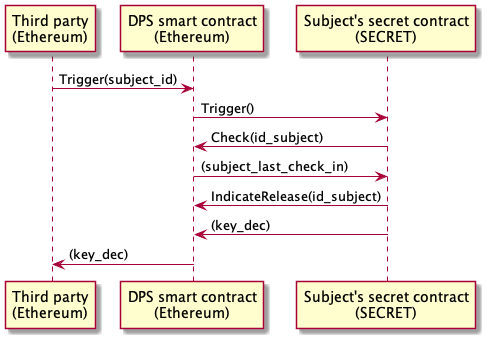 Third party
(Ethereum)
DPS smart contract
(Ethereum)
Subject's secret contract
(SECRET)
Trigger(subject_id)
Trigger()
Check(id_subject)
(subject_last_check_in)
IndicateRelease(id_subject)
(key_dec)
(key_dec)
Third party
(Ethereum)
DPS smart contract
(Ethereum)
Subject's secret contract
(SECRET)